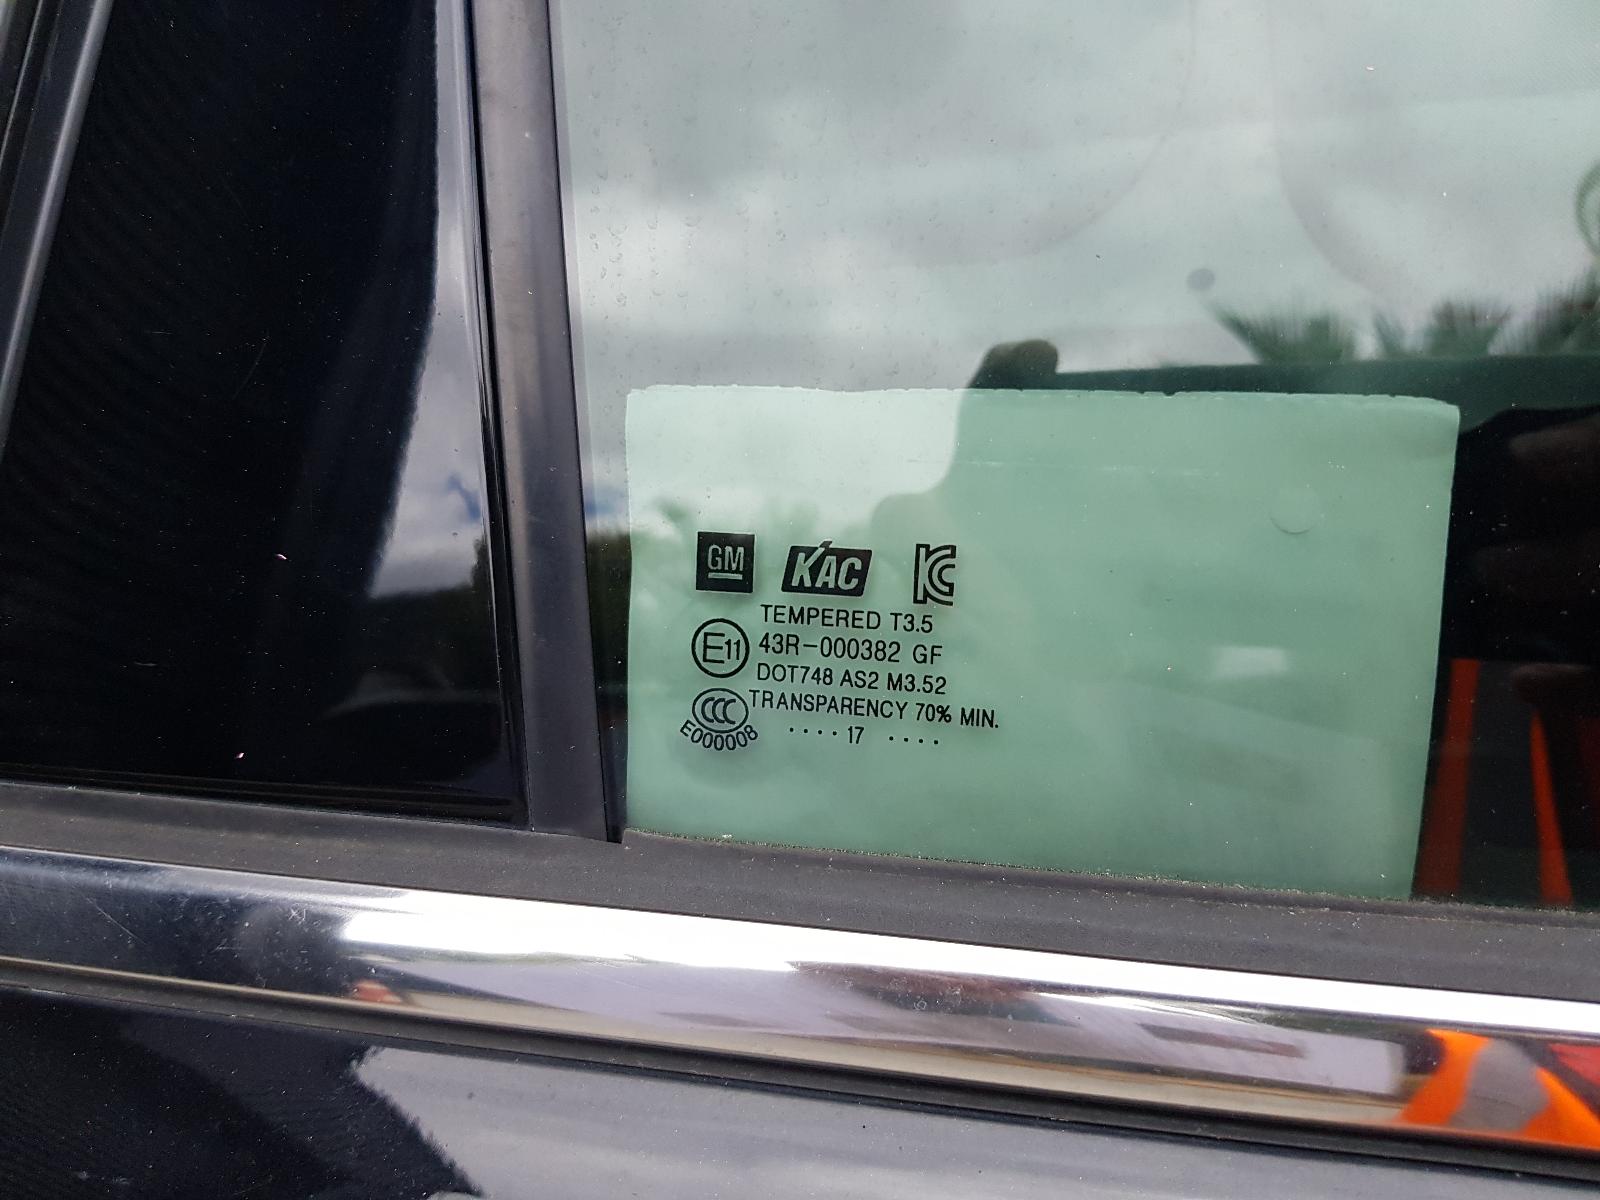 GM KAC KC
TEMPERED T3.5
E11 43R-000382 GF
DOT748 AS2 M3.52
CCC TRANSPARENCY 70% MIN.
E000008 ···· 17 ····